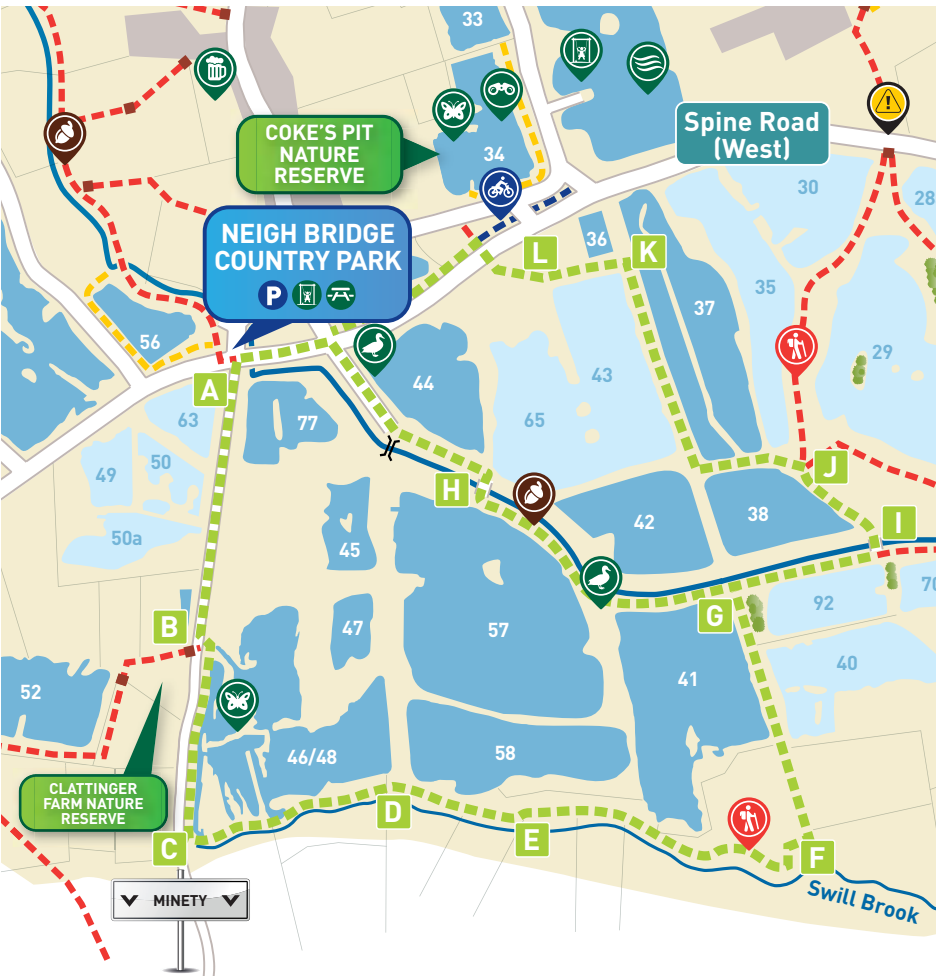 33
COKE'S PIT
NATURE
RESERVE
34
Spine Road
(West)
30
28
NEIGH BRIDGE
COUNTRY PARK
P
L
36
K
37
35
29
56
A
63
77
44
43
65
49
50
50a
H
J
45
42
38
I
B
47
57
G
92
70
40
41
52
46/48
58
CLATTINGER
FARM NATURE
RESERVE
C
D
E
F
MINETY
Swill Brook